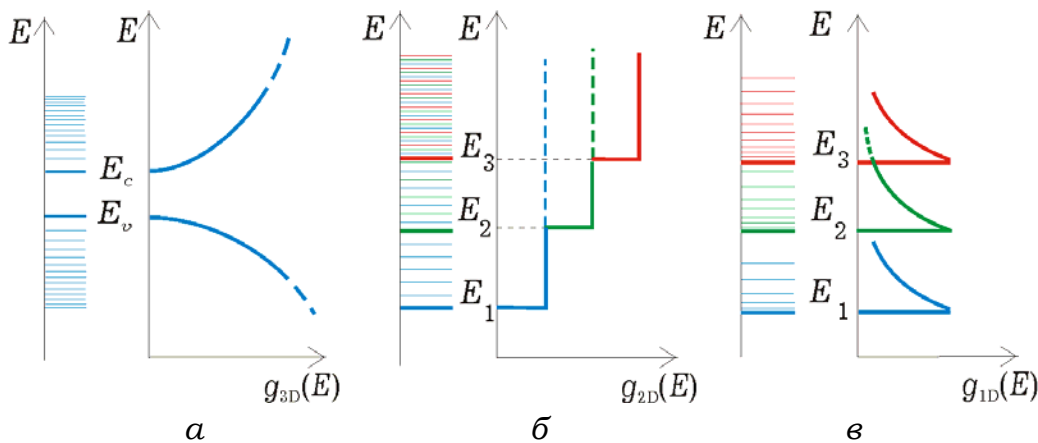 E E E E E E
E_c
E_v
E_3
E_2
E_1
E_3
E_2
E_1
g_3D(E) g_2D(E) g_1D(E)
а б в